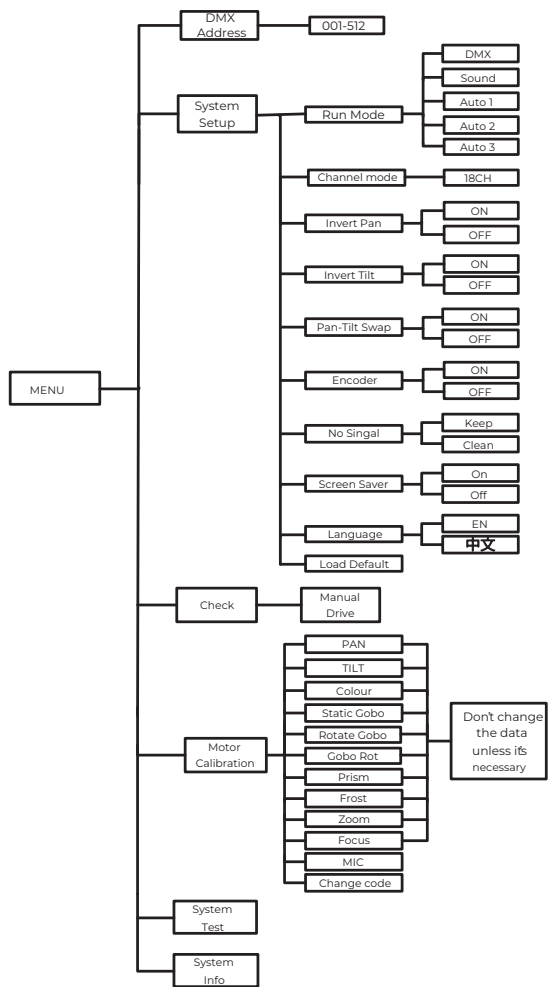 DMX
Address
001-512
System
Setup
Run Mode
DMX
Sound
Auto 1
Auto 2
Auto 3
Channel mode
18CH
Invert Pan
ON
OFF
Invert Tilt
ON
OFF
Pan-Tilt Swap
ON
OFF
MENU
Encoder
ON
OFF
No Singal
Keep
Clean
Screen Saver
On
Off
Language
EN
中文
Load Default
Check
Manual
Drive
Motor
Calibration
PAN
TILT
Colour
Static Gobo
Rotate Gobo
Gobo Rot
Prism
Frost
Zoom
Focus
MIC
Change code
Don't change
the data
unless it's
necessary
System
Test
System
Info